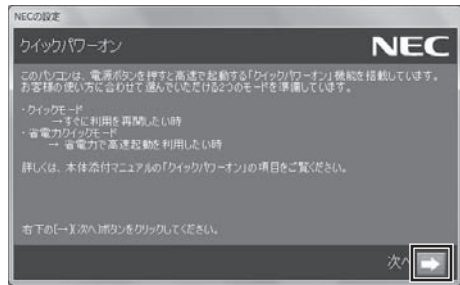 NECの設定
クイックパワーオン
NEC
このパソコンは、電源ボタンを押すと高速で起動する「クイックパワーオン」機能を搭載しています。
お客様の使い方に合わせて選んでいただける2つのモードを準備しています。
・クイックモード
→すぐに利用を再開したい時
・省電力クイックモード
→ 省電力で高速起動を利用したい時
詳しくは、本体添付マニュアルの「クイックパワーオン」の項目をご覧ください。
右下の[→](次へ)ボタンをクリックしてください。
次へ